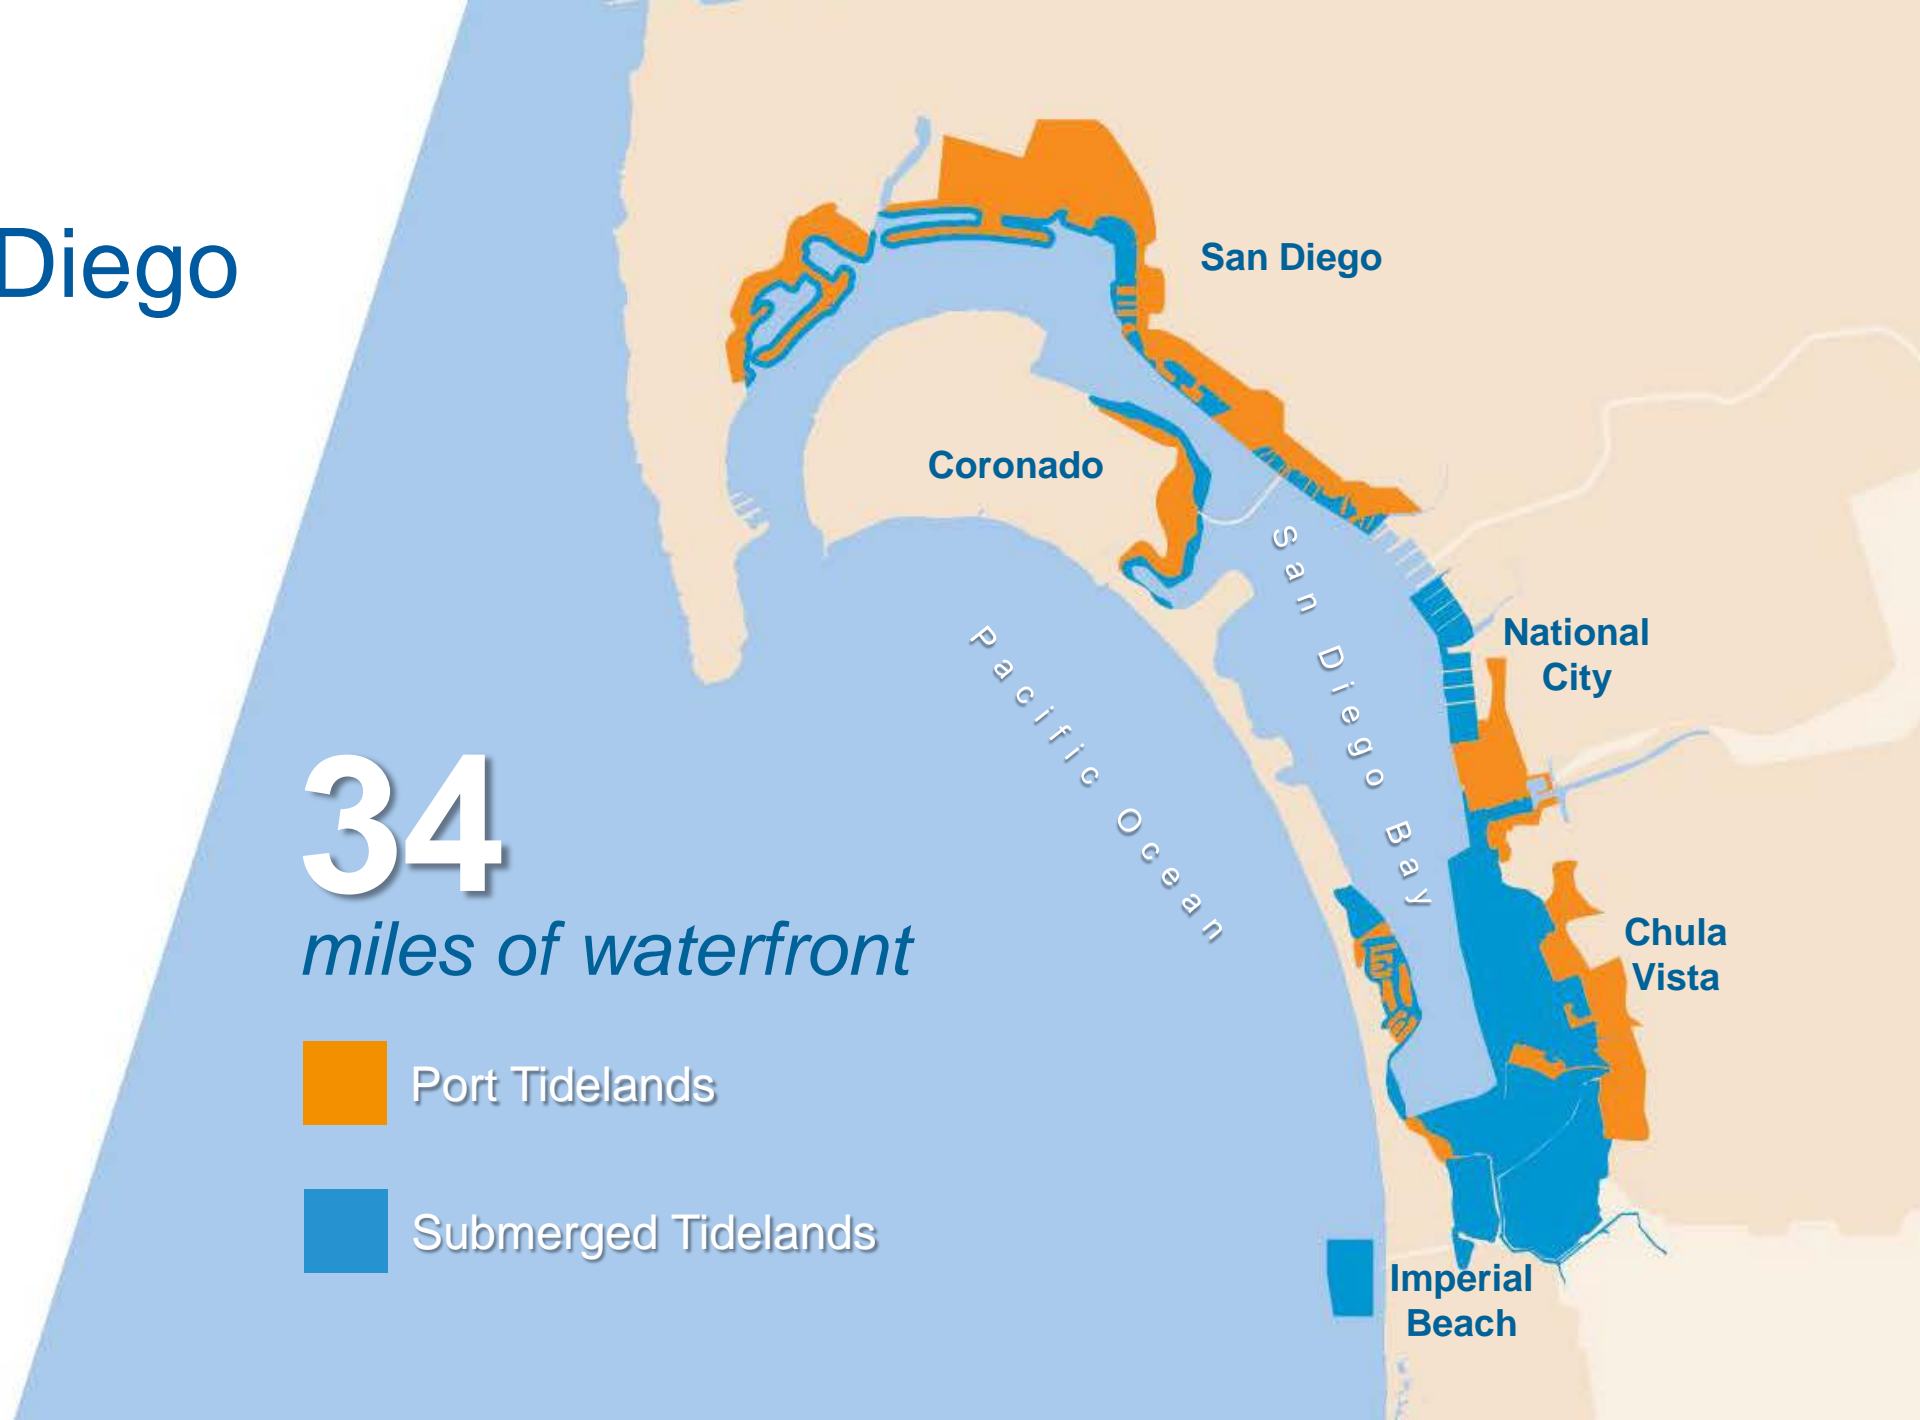 Diego
San Diego
Coronado
San Diego Bay
Pacific Ocean
National
City
34
miles of waterfront
Chula
Vista
Port Tidelands
Submerged Tidelands
Imperial
Beach